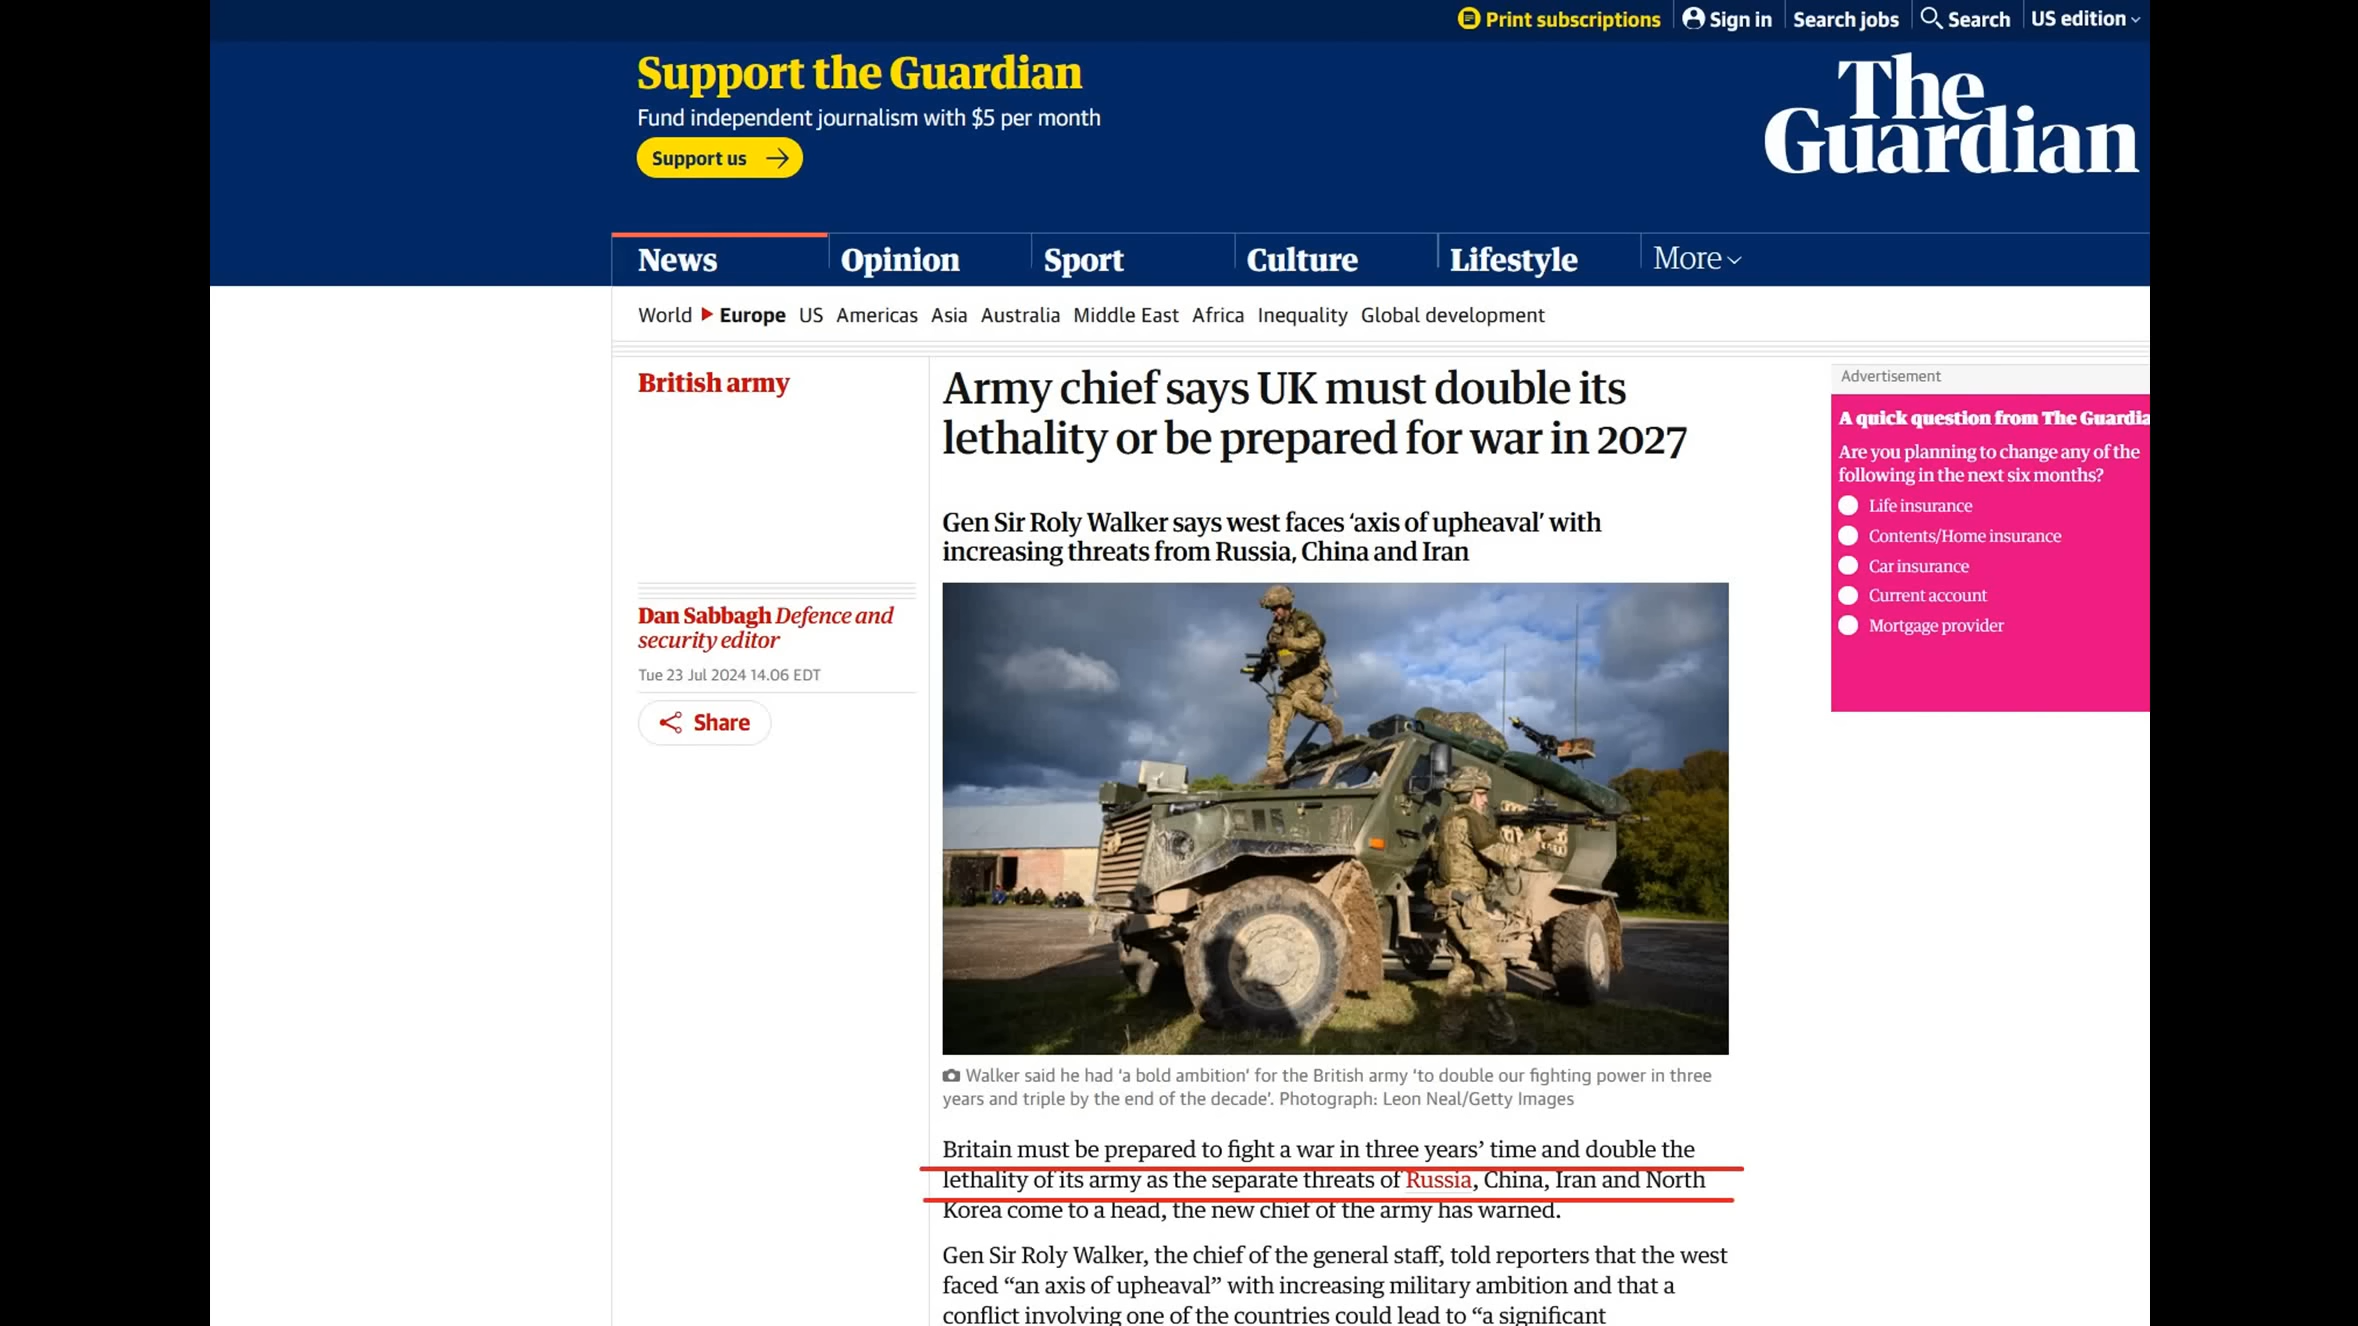 Print subscriptions
Sign in
Search jobs
Search
US edition
Support the Guardian
Fund independent journalism with $5 per month
Support us
The
Guardian
News
Opinion
Sport
Culture
Lifestyle
More
World
Europe
US
Americas
Asia
Australia
Middle East
Africa
Inequality
Global development
British army
Army chief says UK must double its
lethality or be prepared for war in 2027
Gen Sir Roly Walker says west faces ‘axis of upheaval’ with
increasing threats from Russia, China and Iran
Dan Sabbagh Defence and
security editor
Tue 23 Jul 2024 14.06 EDT
Share
Walker said he had ‘a bold ambition’ for the British army ‘to double our fighting power in three
years and triple by the end of the decade’. Photograph: Leon Neal/Getty Images
Britain must be prepared to fight a war in three years’ time and double the
lethality of its army as the separate threats of Russia, China, Iran and North
Korea come to a head, the new chief of the army has warned.
Gen Sir Roly Walker, the chief of the general staff, told reporters that the west
faced “an axis of upheaval” with increasing military ambition and that a
conflict involving one of the countries could lead to “a significant
Advertisement
A quick question from The Guardia
Are you planning to change any of the
following in the next six months?
Life insurance
Contents/Home insurance
Car insurance
Current account
Mortgage provider